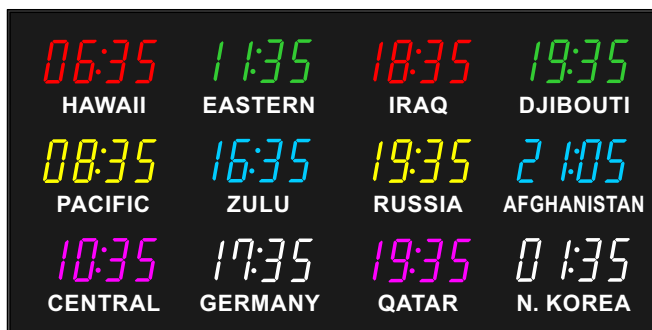 06:35 11:35 18:35 19:35
HAWAII EASTERN IRAQ DJIBOUTI
08:35 16:35 19:35 21:05
PACIFIC ZULU RUSSIA AFGHANISTAN
10:35 17:35 19:35 01:35
CENTRAL GERMANY QATAR N. KOREA